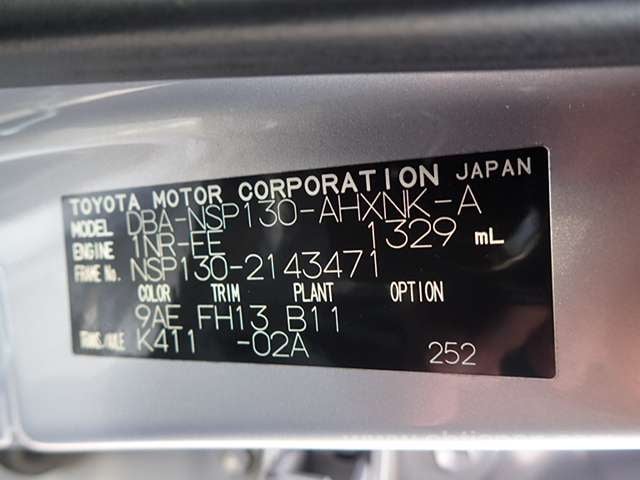 TOYOTA MOTOR CORPORATION JAPAN
MODEL DBA-NSP130-AHXNK-A
ENGINE 1NR-FE 1329 mL
FRAME No. NSP130-2143471
COLOR TRIM PLANT OPTION
9AE FH13 B11
TRANS/AXLE K411 -02A 252